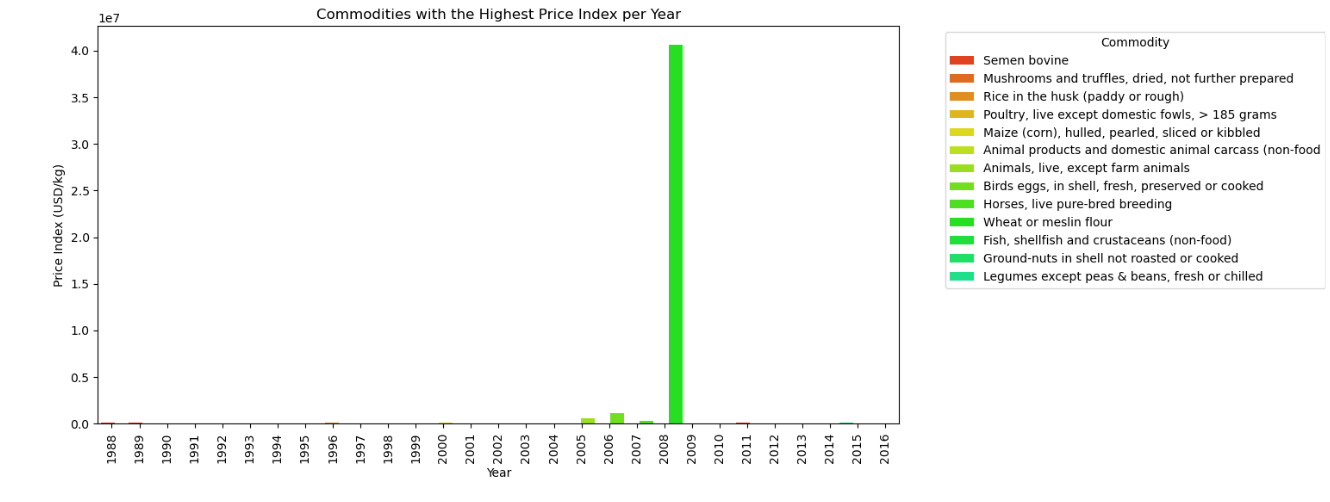 Commodities with the Highest Price Index per Year
1e7
4.0
3.5
3.0
2.5
2.0
1.5
1.0
0.5
0.0
Price Index (USD/kg)
1988 1989 1990 1991 1992 1993 1994 1995 1996 1997 1998 1999 2000 2001 2002 2003 2004 2005 2006 2007 2008 2009 2010 2011 2012 2013 2014 2015 2016
Year
Commodity
Semen bovine
Mushrooms and truffles, dried, not further prepared
Rice in the husk (paddy or rough)
Poultry, live except domestic fowls, > 185 grams
Maize (corn), hulled, pearled, sliced or kibbled
Animal products and domestic animal carcass (non-food
Animals, live, except farm animals
Birds eggs, in shell, fresh, preserved or cooked
Horses, live pure-bred breeding
Wheat or meslin flour
Fish, shellfish and crustaceans (non-food)
Ground-nuts in shell not roasted or cooked
Legumes except peas & beans, fresh or chilled